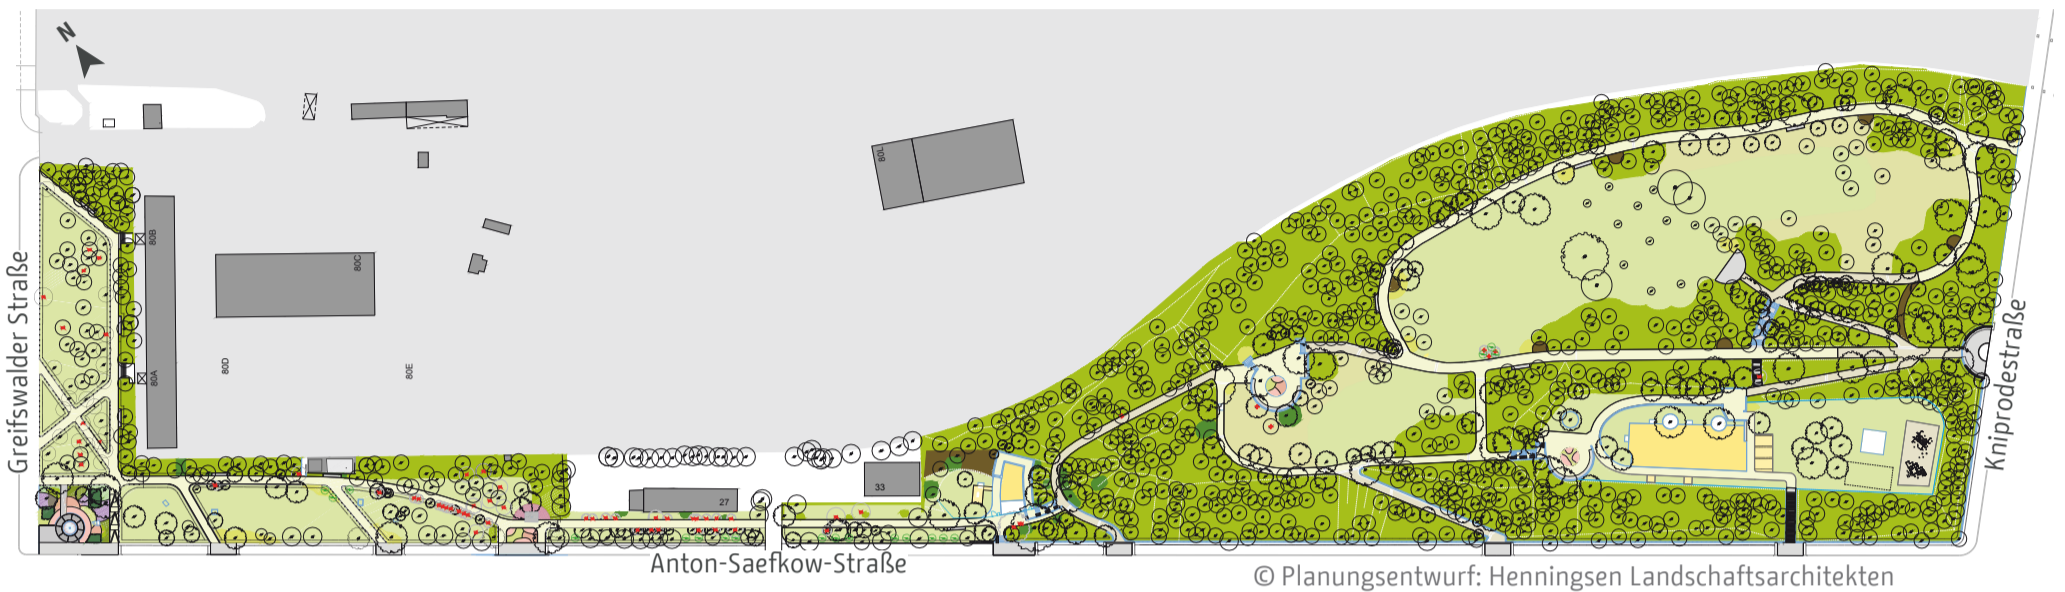 N
80L
80B
80C
80A
80D
80E
Greifswalder Straße
Kniprodestraße
33
27
Anton-Saefkow-Straße
© Planungsentwurf: Henningsen Landschaftsarchitekten